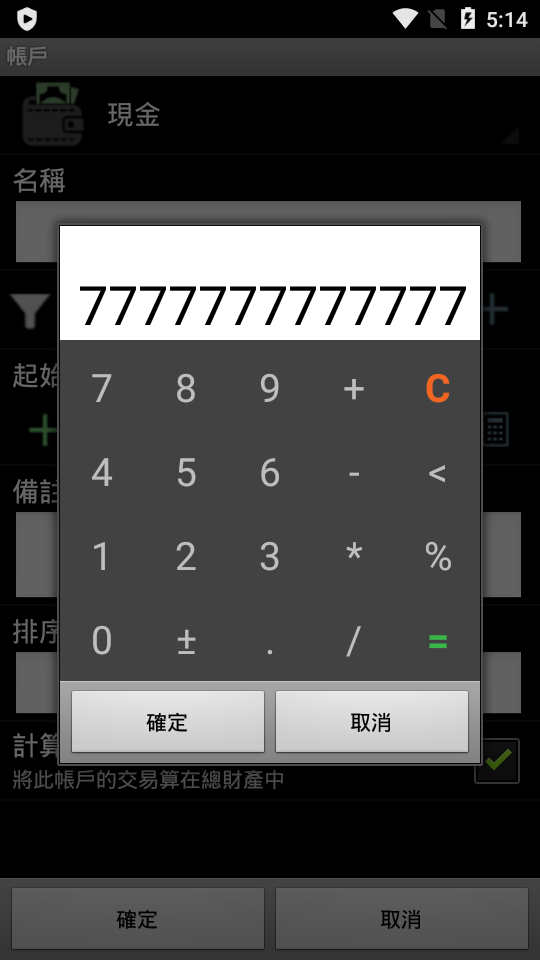 5:14
帳戶
現金
名稱
7777777777777
起始
備註
排序
計算
將此帳戶的交易算在總財產中
7 8 9 + C
4 5 6 - <
1 2 3 * %
0 ± . / =
確定 取消
確定 取消